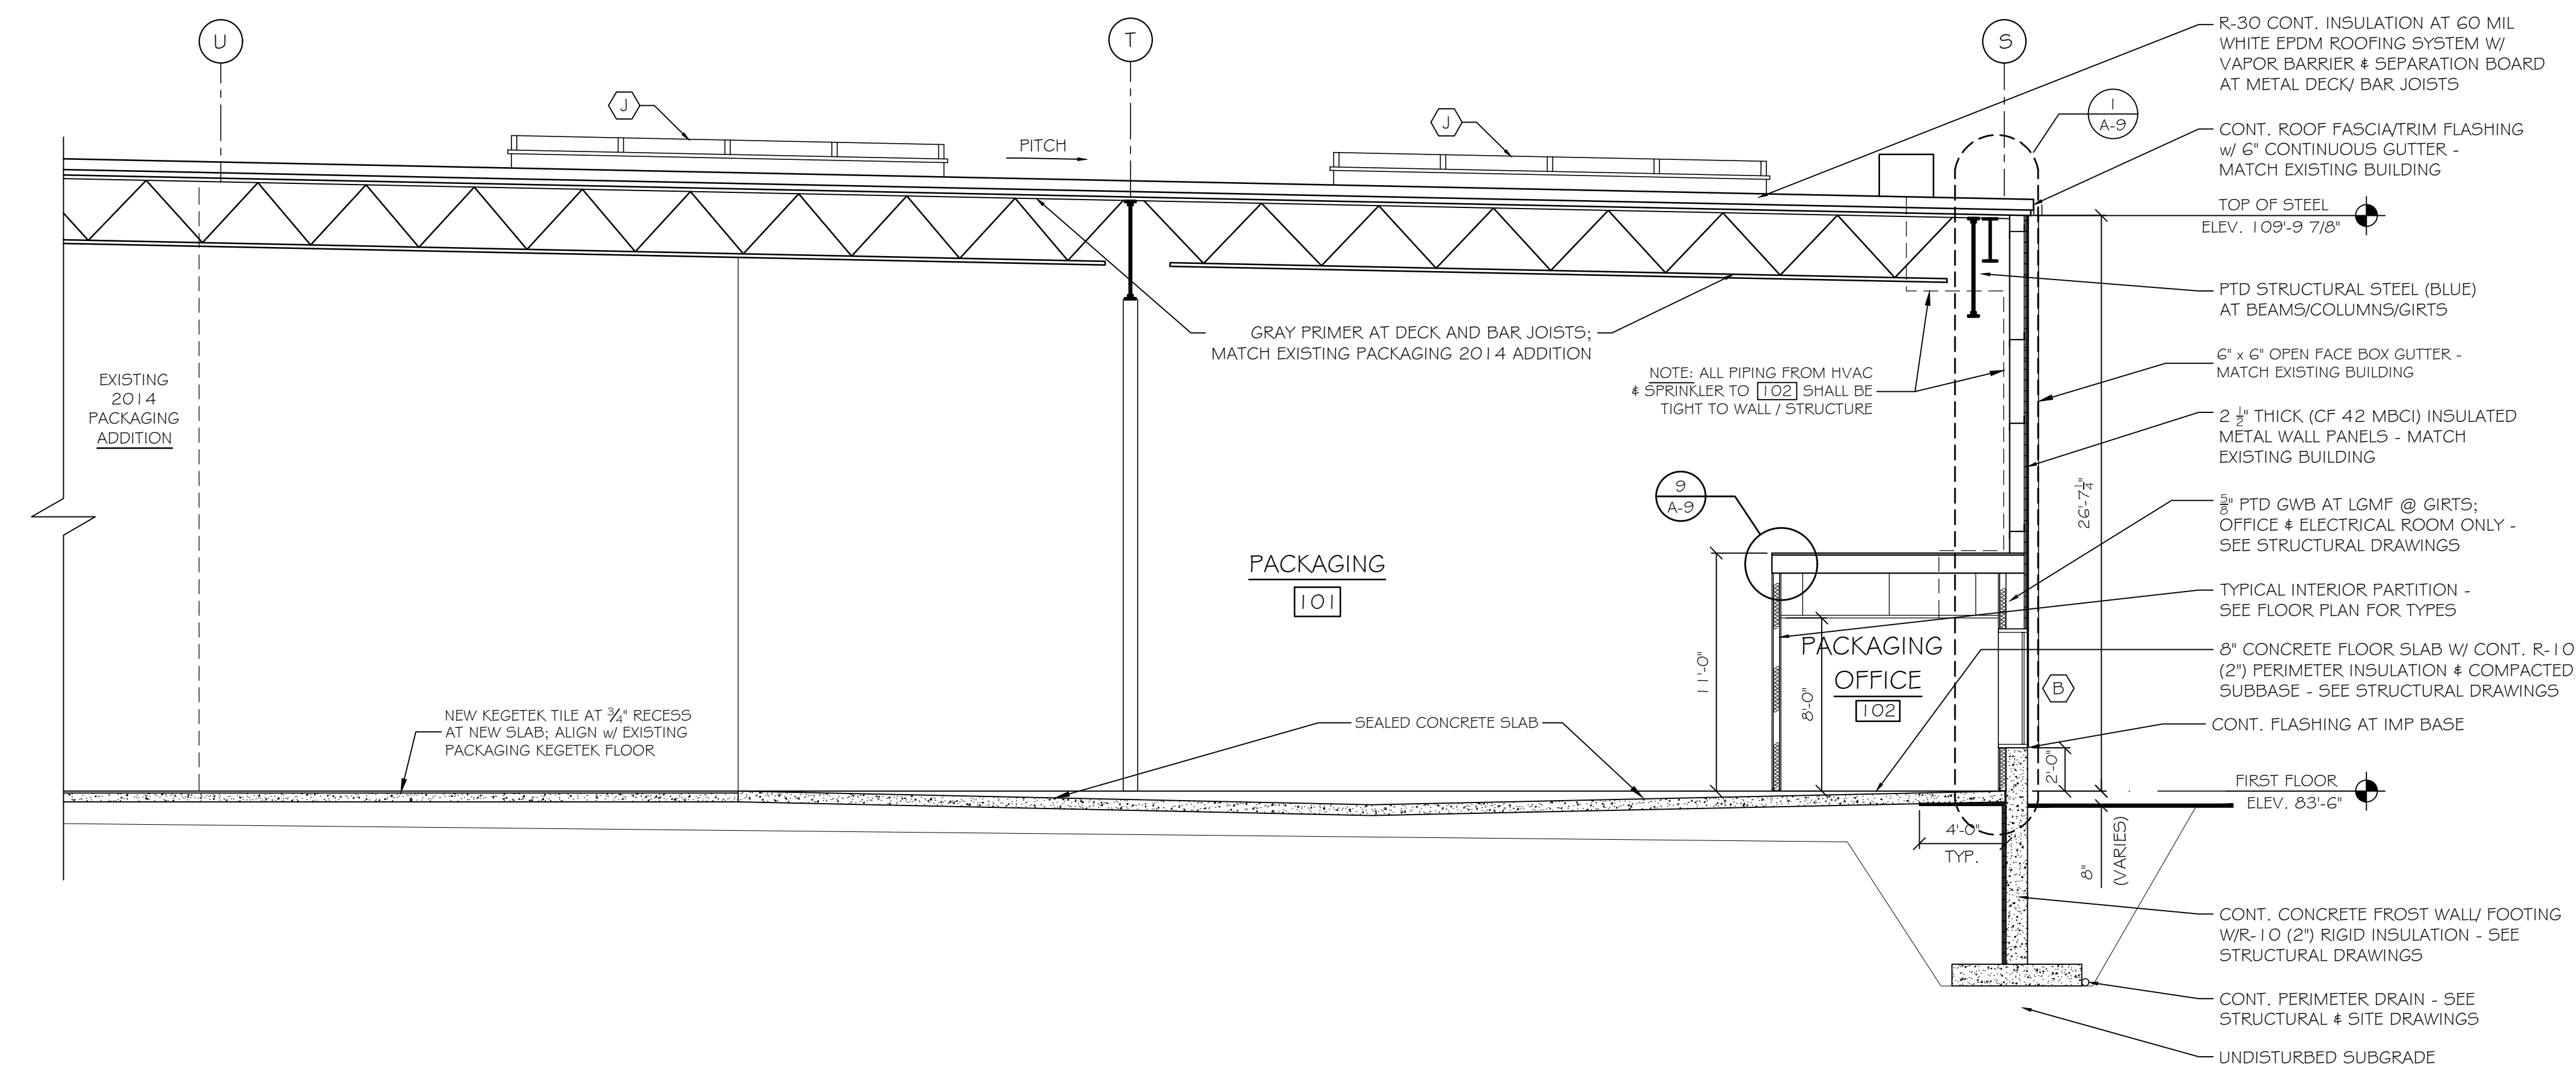 U
T
S
J
J
PITCH
1
A-9
R-30 CONT. INSULATION AT 60 MIL
WHITE EPDM ROOFING SYSTEM W/
VAPOR BARRIER & SEPARATION BOARD
AT METAL DECK/ BAR JOISTS
CONT. ROOF FASCIA/TRIM FLASHING
w/ 6" CONTINUOUS GUTTER -
MATCH EXISTING BUILDING
TOP OF STEEL
ELEV. 109'-9 7/8"
PTD STRUCTURAL STEEL (BLUE)
AT BEAMS/COLUMNS/GIRTS
6" x 6" OPEN FACE BOX GUTTER -
MATCH EXISTING BUILDING
2 1/2" THICK (CF 42 MBCI) INSULATED
METAL WALL PANELS - MATCH
EXISTING BUILDING
5/8" PTD GWB AT LGMF @ GIRTS;
OFFICE & ELECTRICAL ROOM ONLY -
SEE STRUCTURAL DRAWINGS
TYPICAL INTERIOR PARTITION -
SEE FLOOR PLAN FOR TYPES
8" CONCRETE FLOOR SLAB W/ CONT. R-10
(2") PERIMETER INSULATION & COMPACTED
SUBBASE - SEE STRUCTURAL DRAWINGS
CONT. FLASHING AT IMP BASE
FIRST FLOOR
ELEV. 83'-6"
CONT. CONCRETE FROST WALL/ FOOTING
W/R-10 (2") RIGID INSULATION - SEE
STRUCTURAL DRAWINGS
CONT. PERIMETER DRAIN - SEE
STRUCTURAL & SITE DRAWINGS
UNDISTURBED SUBGRADE
GRAY PRIMER AT DECK AND BAR JOISTS;
MATCH EXISTING PACKAGING 2014 ADDITION
NOTE: ALL PIPING FROM HVAC
& SPRINKLER TO 102 SHALL BE
TIGHT TO WALL / STRUCTURE
EXISTING
2014
PACKAGING
ADDITION
9
A-9
PACKAGING
101
PACKAGING
OFFICE
102
B
26'-7 1/4"
11'-0"
8'-0"
2'-0"
NEW KEGETEK TILE AT 3/4" RECESS
AT NEW SLAB; ALIGN w/ EXISTING
PACKAGING KEGETEK FLOOR
SEALED CONCRETE SLAB
4'-0"
TYP.
8"
(VARIES)